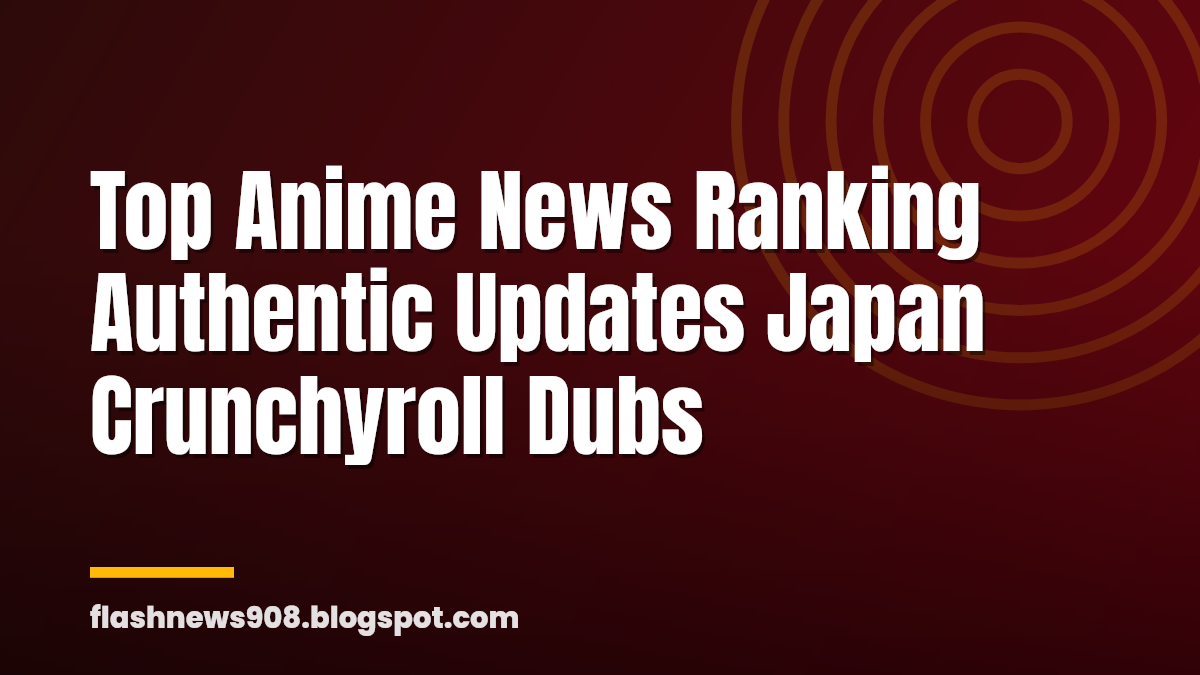 Top Anime News Ranking
Authentic Updates Japan
Crunchyroll Dubs
flashnews908.blogspot.com